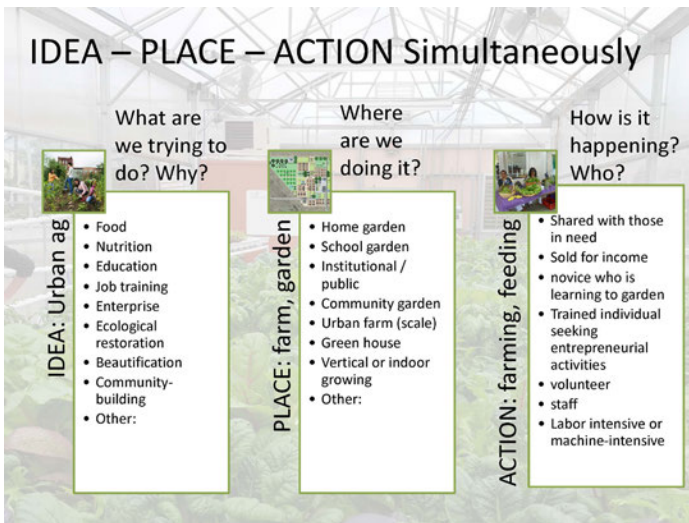 IDEA – PLACE – ACTION Simultaneously
What are
we trying to
do? Why?
IDEA: Urban ag
• Food
• Nutrition
• Education
• Job training
• Enterprise
• Ecological
restoration
• Beautification
• Community-
building
• Other:
Where
are we
doing it?
PLACE: farm, garden
• Home garden
• School garden
• Institutional /
public
• Community garden
• Urban farm (scale)
• Green house
• Vertical or indoor
growing
• Other:
How is it
happening?
Who?
ACTION: farming, feeding
• Shared with those
in need
• Sold for income
• novice who is
learning to garden
• Trained individual
seeking
entrepreneurial
activities
• volunteer
• staff
• Labor intensive or
machine-intensive